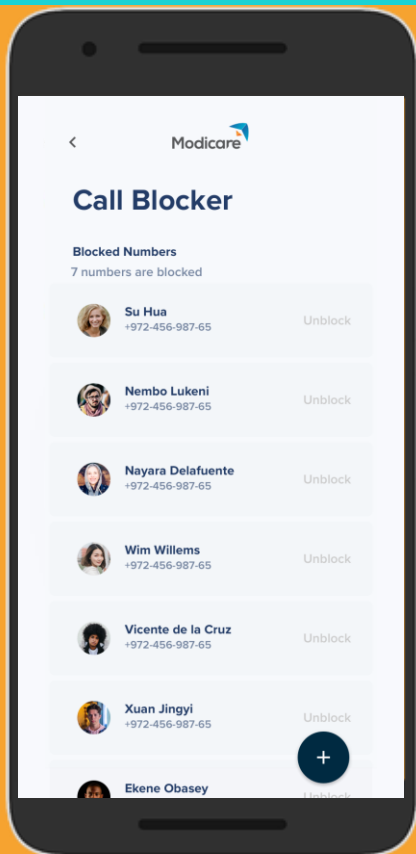 Modicare
Call Blocker
Blocked Numbers
7 numbers are blocked
Su Hua
+972-456-987-65
Unblock
Nembo Lukeni
+972-456-987-65
Unblock
Nayara Delafuente
+972-456-987-65
Unblock
Wim Willems
+972-456-987-65
Unblock
Vicente de la Cruz
+972-456-987-65
Unblock
Xuan Jingyi
+972-456-987-65
Unblock
+
Ekene Obasey
Unblock